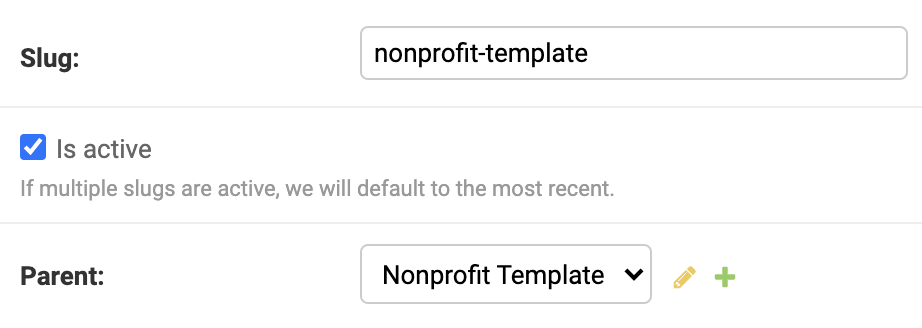 Slug:
nonprofit-template
Is active
If multiple slugs are active, we will default to the most recent.
Parent:
Nonprofit Template